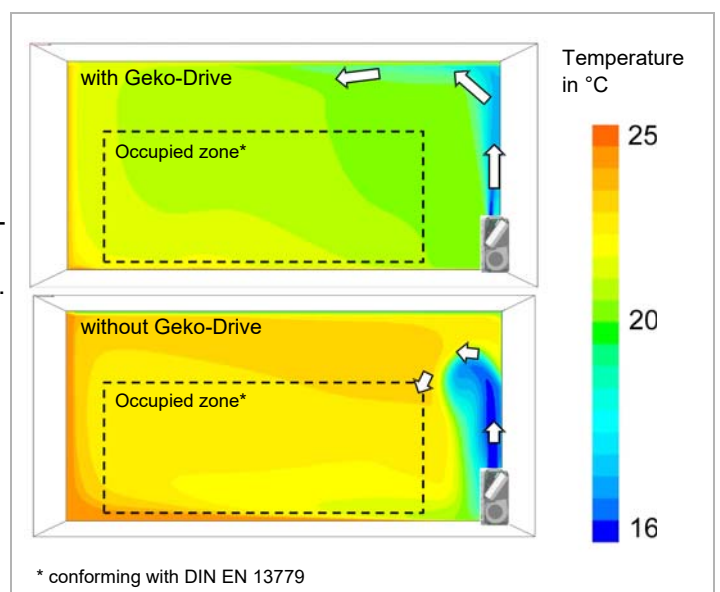 with Geko-Drive
Occupied zone*
without Geko-Drive
Occupied zone*
* conforming with DIN EN 13779
Temperature
in °C
25
20
16